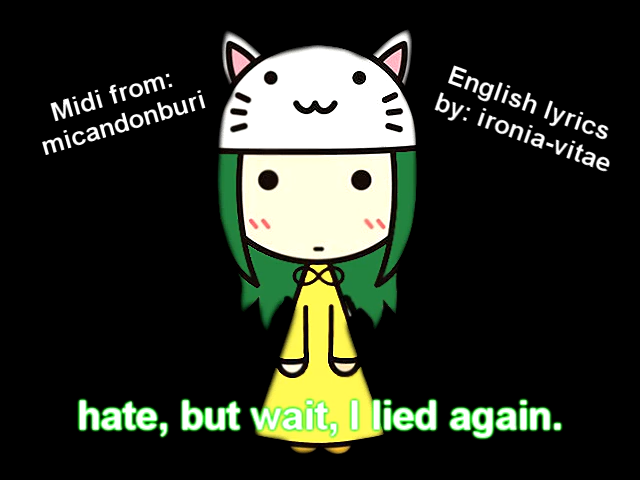 Midi from:
micandonburi
English lyrics
by: ironia-vitae
hate, but wait, I lied again.